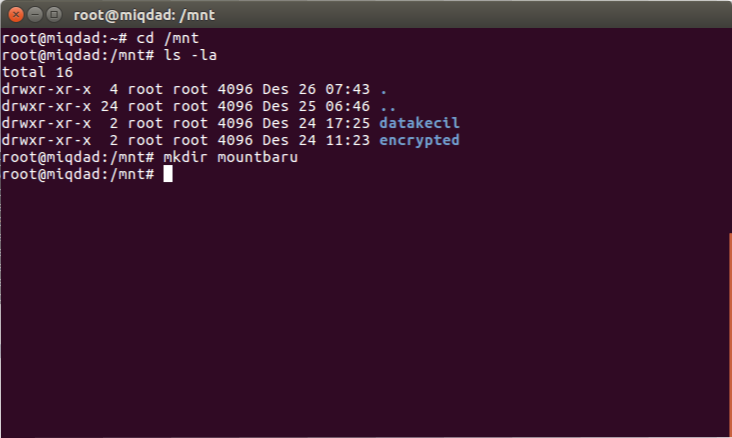 root@miqdad: /mnt
root@miqdad:~# cd /mnt
root@miqdad:/mnt# ls -la
total 16
drwxr-xr-x  4 root root 4096 Des 26 07:43 .
drwxr-xr-x 24 root root 4096 Des 25 06:46 ..
drwxr-xr-x  2 root root 4096 Des 24 17:25 datakecil
drwxr-xr-x  2 root root 4096 Des 24 11:23 encrypted
root@miqdad:/mnt# mkdir mountbaru
root@miqdad:/mnt#